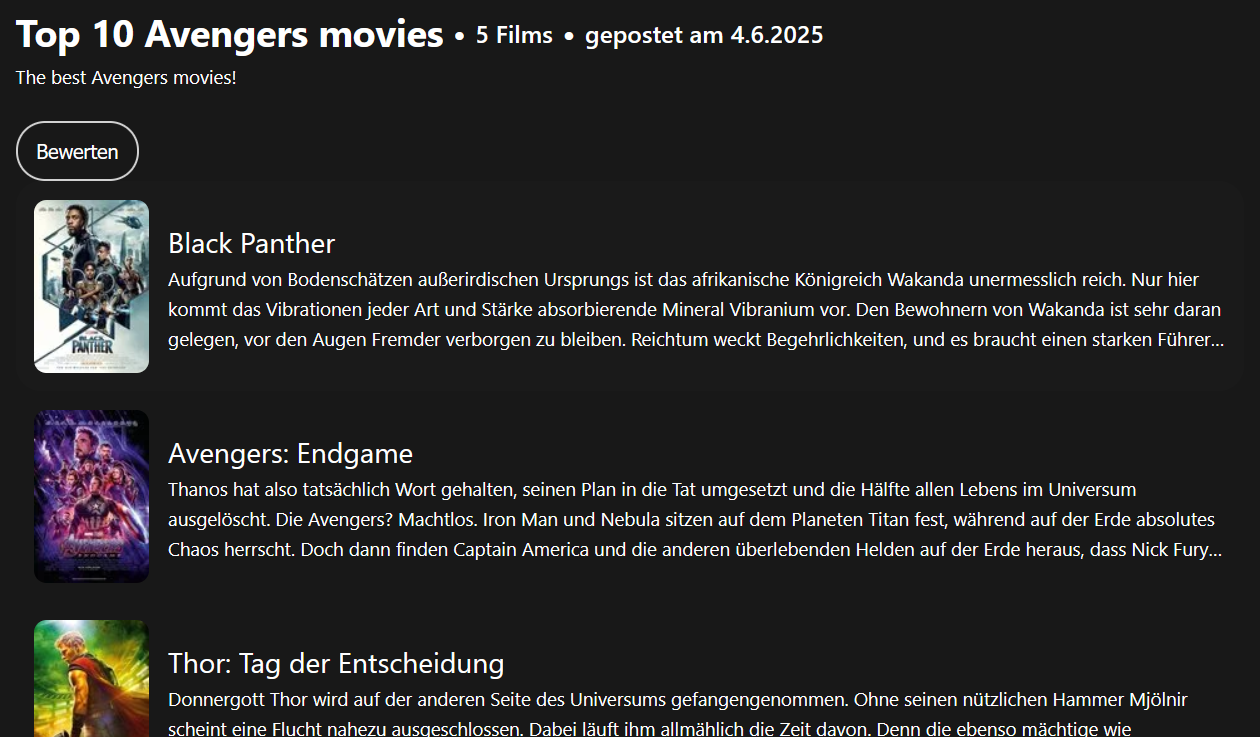 Top 10 Avengers movies • 5 Films • gepostet am 4.6.2025
The best Avengers movies!
Bewerten
Black Panther
Aufgrund von Bodenschätzen außerirdischen Ursprungs ist das afrikanische Königreich Wakanda unermesslich reich. Nur hier
kommt das Vibrationen jeder Art und Stärke absorbierende Mineral Vibranium vor. Den Bewohnern von Wakanda ist sehr daran
gelegen, vor den Augen Fremder verborgen zu bleiben. Reichtum weckt Begehrlichkeiten, und es braucht einen starken Führer...
BLACK
PANTHER
Avengers: Endgame
Thanos hat also tatsächlich Wort gehalten, seinen Plan in die Tat umgesetzt und die Hälfte allen Lebens im Universum
ausgelöscht. Die Avengers? Machtlos. Iron Man und Nebula sitzen auf dem Planeten Titan fest, während auf der Erde absolutes
Chaos herrscht. Doch dann finden Captain America und die anderen überlebenden Helden auf der Erde heraus, dass Nick Fury...
Thor: Tag der Entscheidung
Donnergott Thor wird auf der anderen Seite des Universums gefangengenommen. Ohne seinen nützlichen Hammer Mjölnir
scheint eine Flucht nahezu ausgeschlossen. Dabei läuft ihm allmählich die Zeit davon. Denn die ebenso mächtige wie